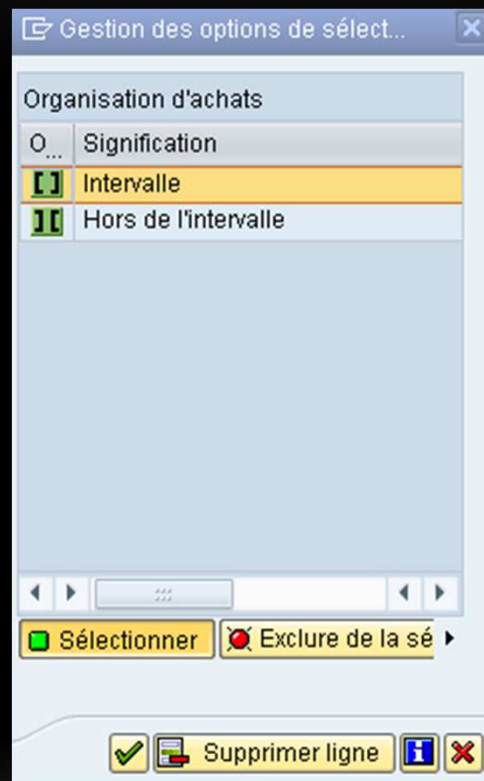 Gestion des options de sélect...
Organisation d'achats
O... Signification
[ ] Intervalle
] [ Hors de l'intervalle
Sélectionner Exclure de la sé
Supprimer ligne